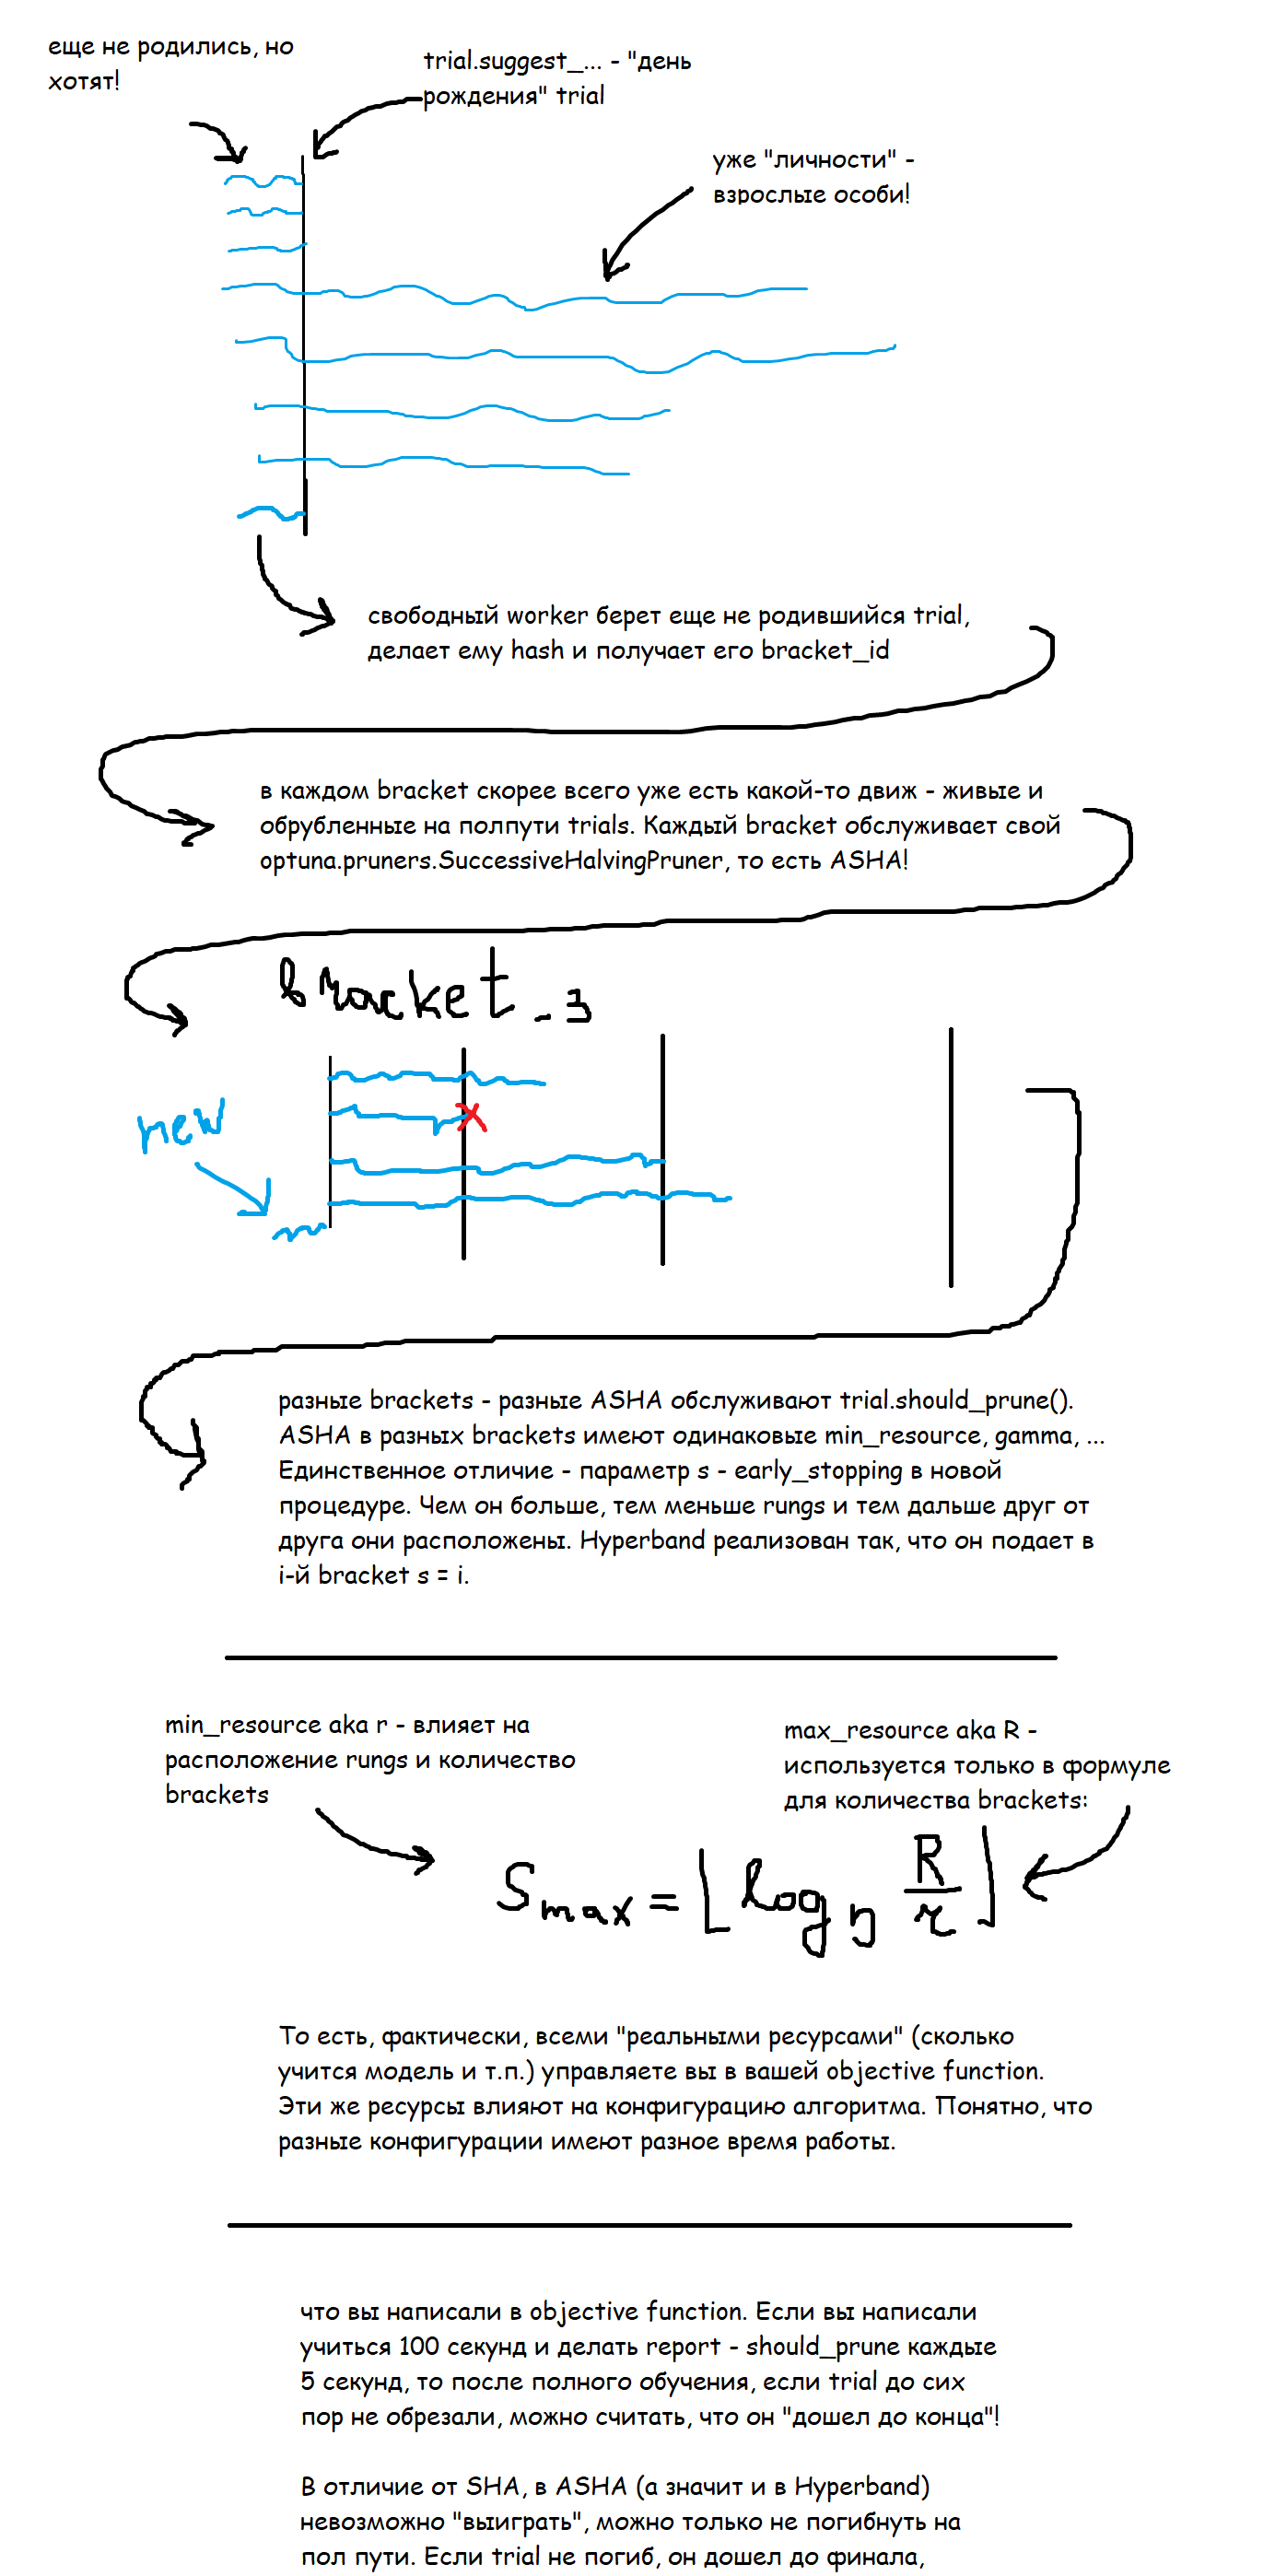 еще не родились, но
хотят!
trial.suggest_... - "день
рождения" trial
уже "личности" -
взрослые особи!
свободный worker берет еще не родившийся trial,
делает ему hash и получает его bracket_id
в каждом bracket скорее всего уже есть какой-то движ - живые и
обрубленные на полпути trials. Каждый bracket обслуживает свой
optuna.pruners.SuccessiveHalvingPruner, то есть ASHA!
bracket_1
new
разные brackets - разные ASHA обслуживают trial.should_prune().
ASHA в разных brackets имеют одинаковые min_resource, gamma, ...
Единственное отличие - параметр s - early_stopping в новой
процедуре. Чем он больше, тем меньше rungs и тем дальше друг от
друга они расположены. Hyperband реализован так, что он подает в
i-й bracket s = i.
min_resource aka r - влияет на
расположение rungs и количество
brackets
max_resource aka R -
используется только в формуле
для количества brackets:
S_max = ⌊log_η R/r⌋
То есть, фактически, всеми "реальными ресурсами" (сколько
учится модель и т.п.) управляете вы в вашей objective function.
Эти же ресурсы влияют на конфигурацию алгоритма. Понятно, что
разные конфигурации имеют разное время работы.
что вы написали в objective function. Если вы написали
учиться 100 секунд и делать report - should_prune каждые
5 секунд, то после полного обучения, если trial до сих
пор не обрезали, можно считать, что он "дошел до конца"!
В отличие от SHA, в ASHA (а значит и в Hyperband)
невозможно "выиграть", можно только не погибнуть на
пол пути. Если trial не погиб, он дошел до финала,